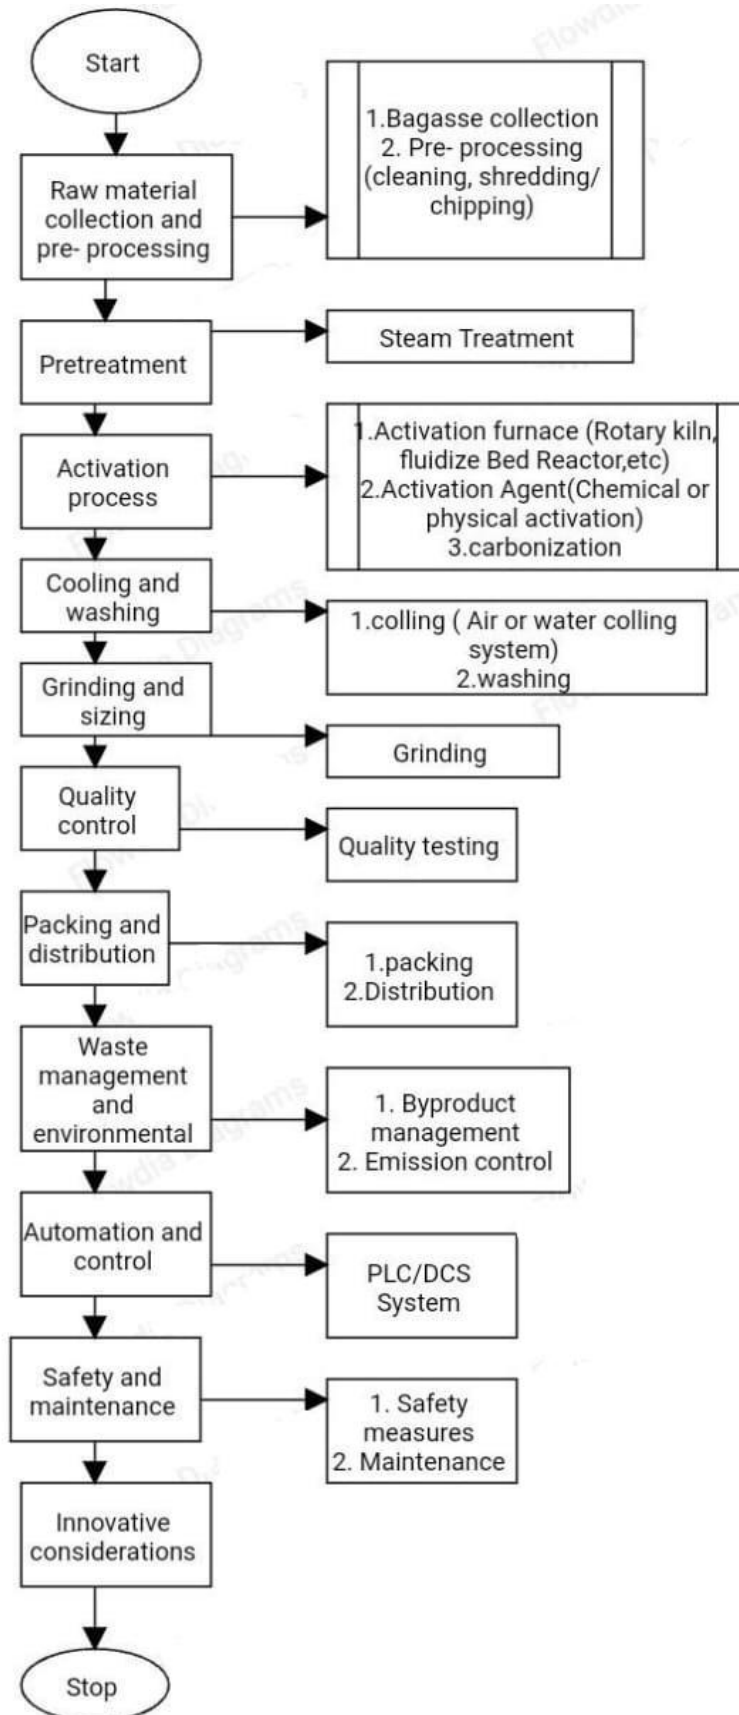 Start
Raw material
collection and
pre- processing
1.Bagasse collection
2. Pre- processing
(cleaning, shredding/
chipping)
Pretreatment
Steam Treatment
Activation
process
1.Activation furnace (Rotary kiln,
fluidize Bed Reactor,etc)
2.Activation Agent(Chemical or
physical activation)
3.carbonization
Cooling and
washing
1.colling ( Air or water colling
system)
2.washing
Grinding and
sizing
Grinding
Quality
control
Quality testing
Packing and
distribution
1.packing
2.Distribution
Waste
management
and
environmental
1. Byproduct
management
2. Emission control
Automation and
control
PLC/DCS
System
Safety and
maintenance
1. Safety
measures
2. Maintenance
Innovative
considerations
Stop